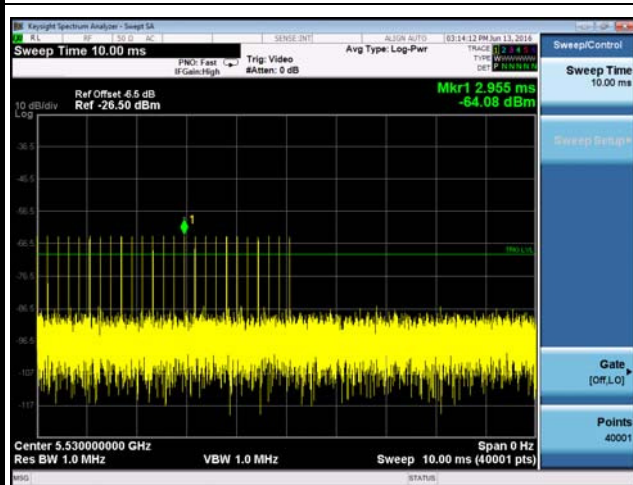 Keysight Spectrum Analyzer - Swept SA
RL RF 50 Ω AC SENSE:INT ALIGN AUTO 03:14:12 PM Jun 13, 2016
Sweep Time 10.00 ms
PNO: Fast Trig: Video Avg Type: Log-Pwr TRACE 1 2 3 4 5 6
IFGain:High #Atten: 0 dB TYPE
DET P N N N N N
Ref Offset -6.5 dB Mkr1 2.955 ms
10 dB/div Ref -26.50 dBm -64.08 dBm
Log
-36.5
-46.5
-56.5
1
-66.5
TRIG LVL
-76.5
-86.5
-96.5
-107
-117
Center 5.530000000 GHz Span 0 Hz
Res BW 1.0 MHz VBW 1.0 MHz Sweep 10.00 ms (40001 pts)
MSG STATUS
Sweep/Control
Sweep Time
10.00 ms
Sweep Setup
Gate
[Off,LO]
Points
40001